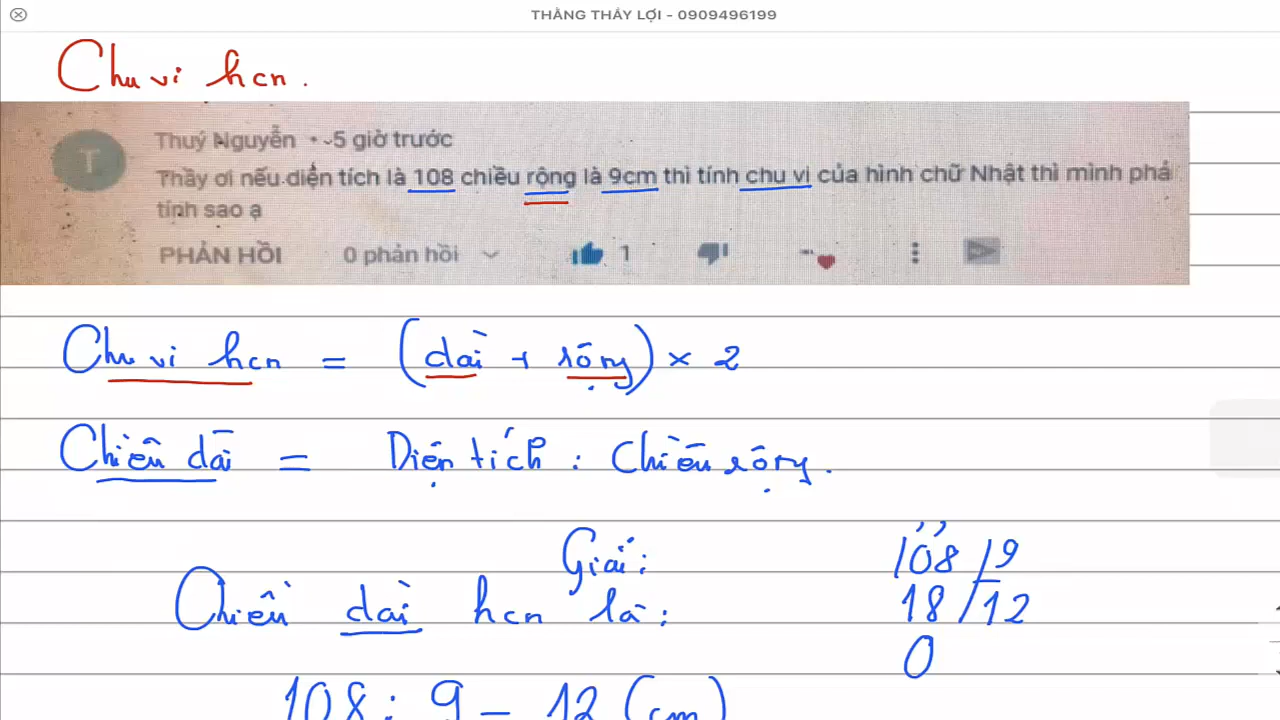 THẦNG THẦY LỢI - 0909496199
Chu vi hcn.
T
Thuý Nguyễn • 5 giờ trước
Thầy ơi nếu diện tích là 108 chiều rộng là 9cm thì tính chu vi của hình chữ Nhật thì mình phả
tính sao ạ
PHẢN HỒI 0 phản hồi 1
Chu vi hcn = (dài + rộng) × 2
Chiều dài = Diện tích : Chiều rộng.
Giải:
Chiều dài hcn là:
108 : 9 = 12 (cm)
108 / 9
18 / 12
0